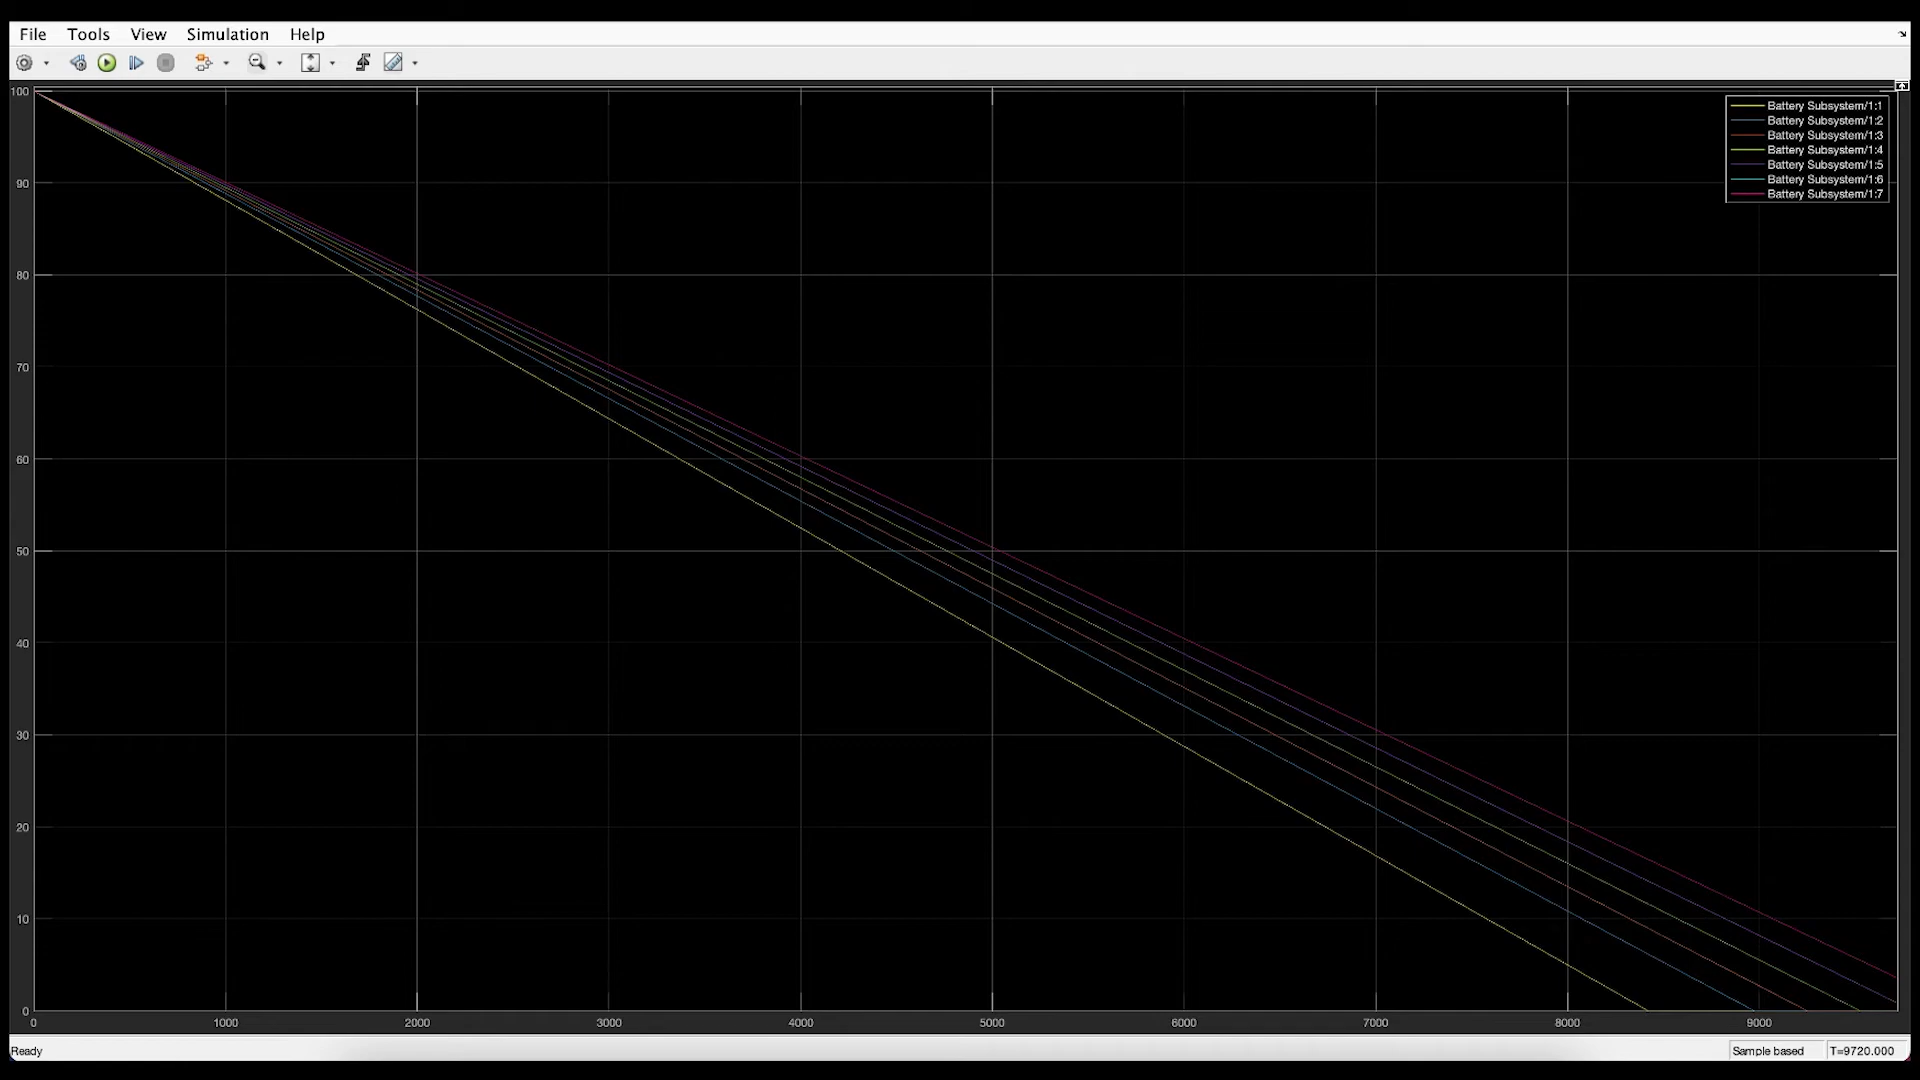 File Tools View Simulation Help
100
90
80
70
60
50
40
30
20
10
0
Battery Subsystem/1:1
Battery Subsystem/1:2
Battery Subsystem/1:3
Battery Subsystem/1:4
Battery Subsystem/1:5
Battery Subsystem/1:6
Battery Subsystem/1:7
0 1000 2000 3000 4000 5000 6000 7000 8000 9000
Ready Sample based T=9720.000